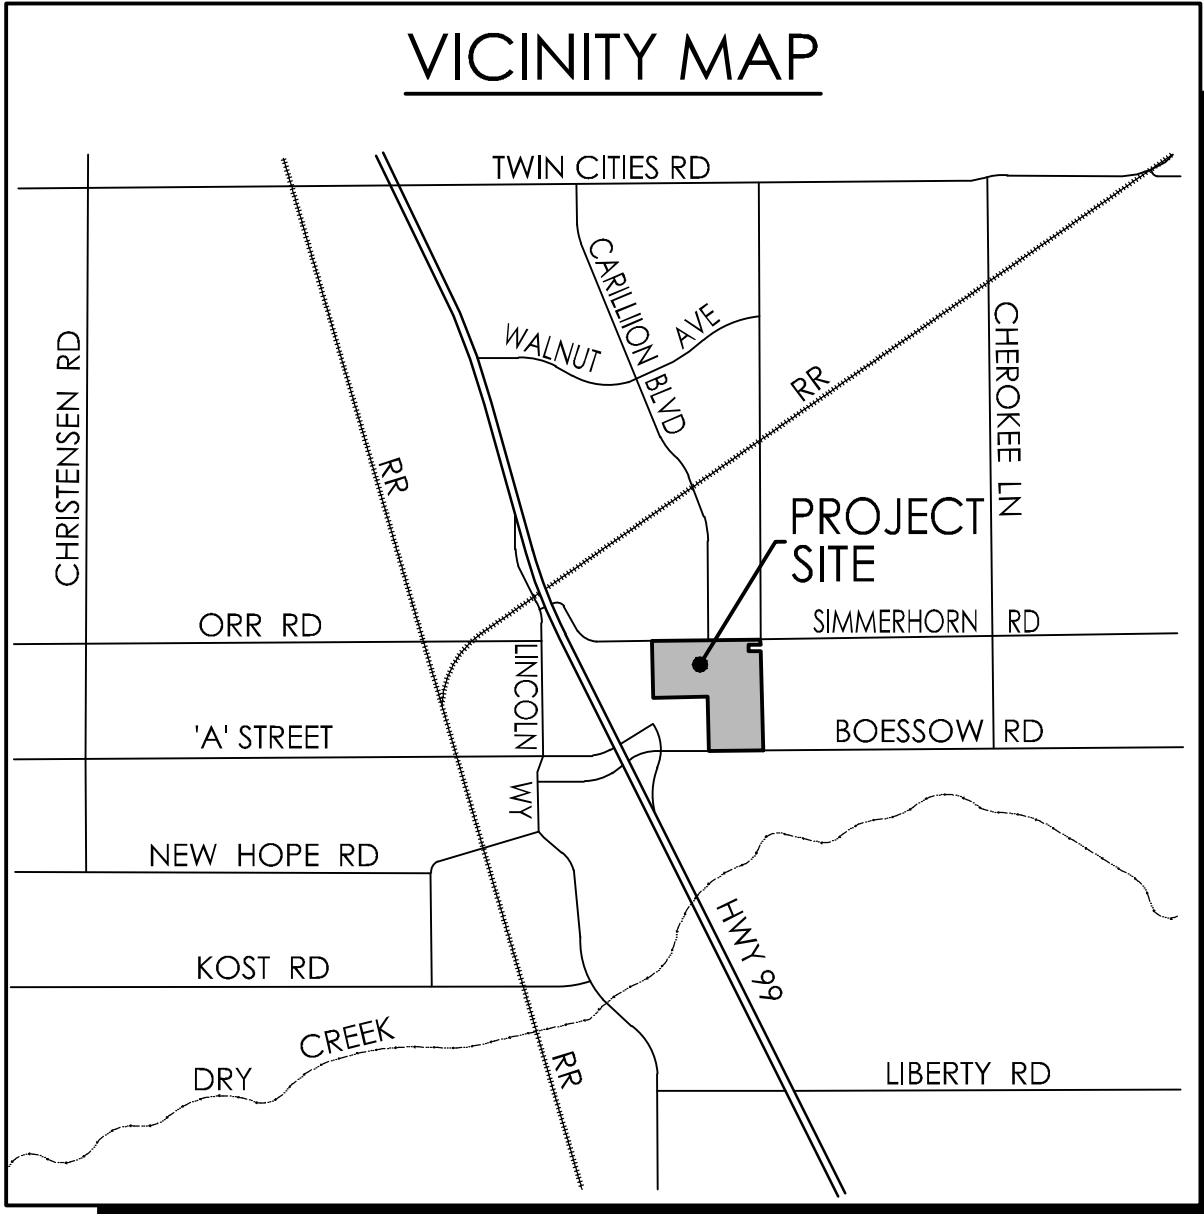 VICINITY MAP
TWIN CITIES RD
CARILLIION BLVD
WALNUT AVE
CHRISTENSEN RD
CHEROKEE LN
RR
RR
PROJECT
SITE
ORR RD
SIMMERHORN RD
LINCOLN WY
'A' STREET
BOESSOW RD
NEW HOPE RD
HWY 99
KOST RD
DRY CREEK
RR
LIBERTY RD